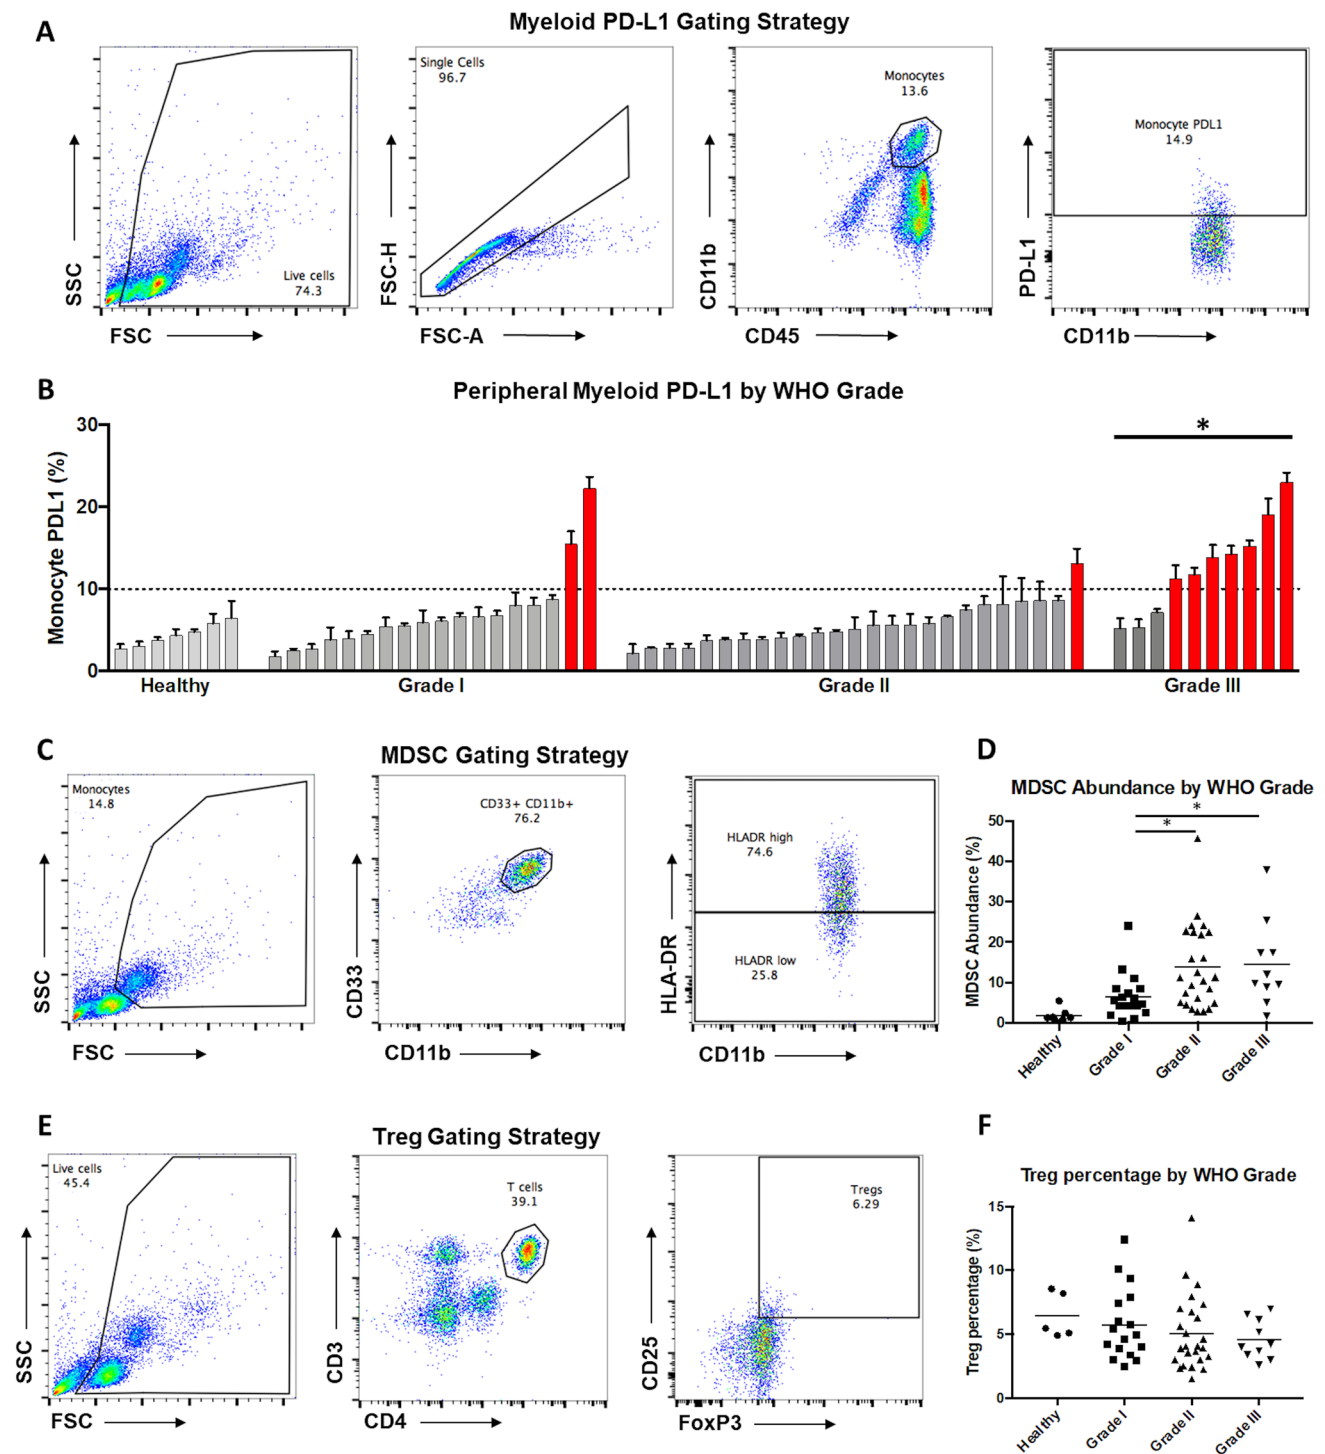 A
Myeloid PD-L1 Gating Strategy
Live cells
74.3
SSC
FSC
Single Cells
96.7
FSC-H
FSC-A
Monocytes
13.6
CD11b
CD45
Monocyte PDL1
14.9
PD-L1
CD11b
B
Peripheral Myeloid PD-L1 by WHO Grade
Monocyte PDL1 (%)
30
20
10
0
*
Healthy
Grade I
Grade II
Grade III
C
MDSC Gating Strategy
Monocytes
14.8
SSC
FSC
CD33+ CD11b+
76.2
CD33
CD11b
HLADR high
74.6
HLADR low
25.8
HLA-DR
CD11b
D
MDSC Abundance by WHO Grade
MDSC Abundance (%)
50
40
30
20
10
0
*
*
Healthy
Grade I
Grade II
Grade III
E
Treg Gating Strategy
Live cells
45.4
SSC
FSC
T cells
39.1
CD3
CD4
Tregs
6.29
CD25
FoxP3
F
Treg percentage by WHO Grade
Treg percentage (%)
15
10
5
0
Healthy
Grade I
Grade II
Grade III